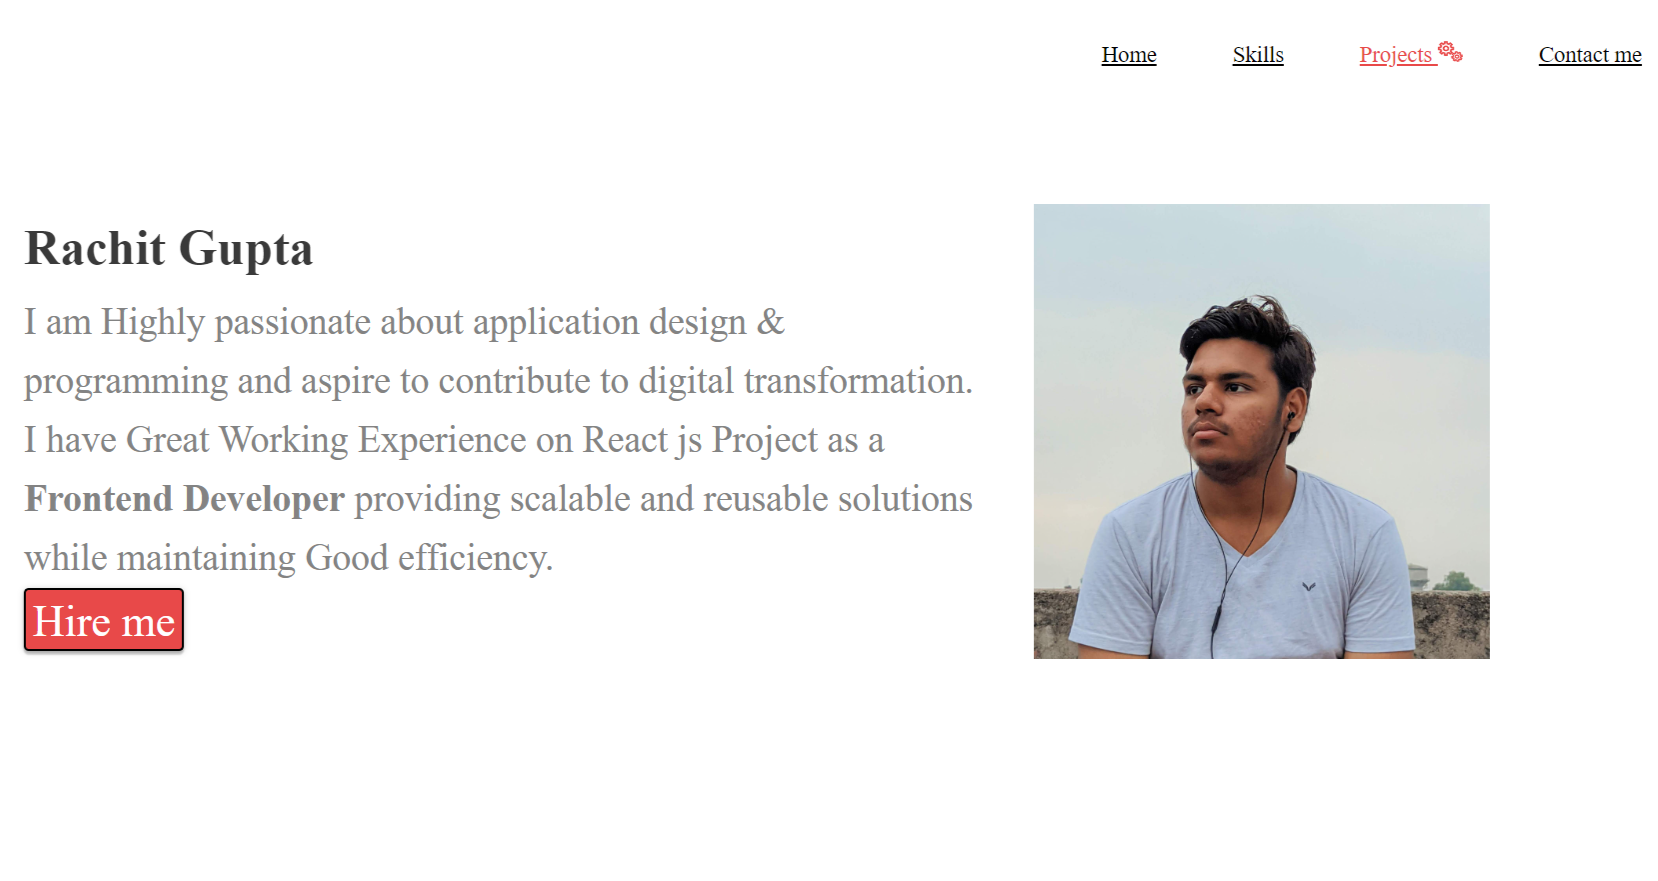 Home Skills Projects Contact me
Rachit Gupta
I am Highly passionate about application design &
programming and aspire to contribute to digital transformation.
I have Great Working Experience on React js Project as a
Frontend Developer providing scalable and reusable solutions
while maintaining Good efficiency.
Hire me